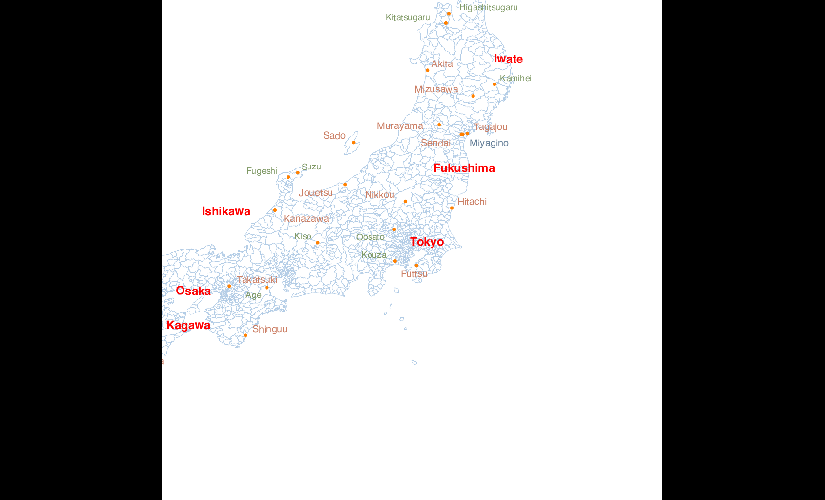 Higashitsugaru
Kitatsugaru
Iwate
Akita
Kamihei
Mizusawa
Murayama
Tagajou
Sado
Sendai
Miyagino
Fukushima
Suzu
Fugeshi
Jouetsu
Nikkou
Hitachi
Ishikawa
Kanazawa
Kiso
Oosato
Tokyo
Kouza
Futtsu
Takatsuki
Osaka
Age
Kagawa
Shinguu